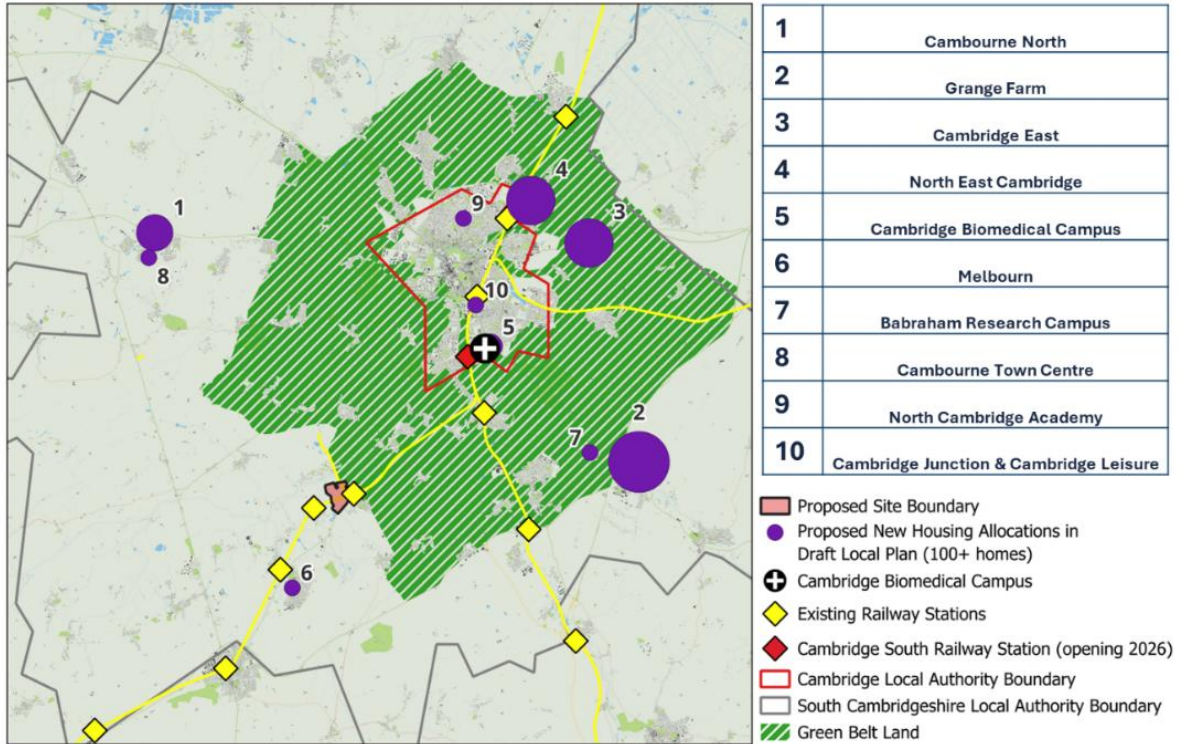 4
9
3
1
8
10
5
2
7
6
1 Cambourne North
2 Grange Farm
3 Cambridge East
4 North East Cambridge
5 Cambridge Biomedical Campus
6 Melbourn
7 Babraham Research Campus
8 Cambourne Town Centre
9 North Cambridge Academy
10 Cambridge Junction & Cambridge Leisure
Proposed Site Boundary
Proposed New Housing Allocations in
Draft Local Plan (100+ homes)
Cambridge Biomedical Campus
Existing Railway Stations
Cambridge South Railway Station (opening 2026)
Cambridge Local Authority Boundary
South Cambridgeshire Local Authority Boundary
Green Belt Land